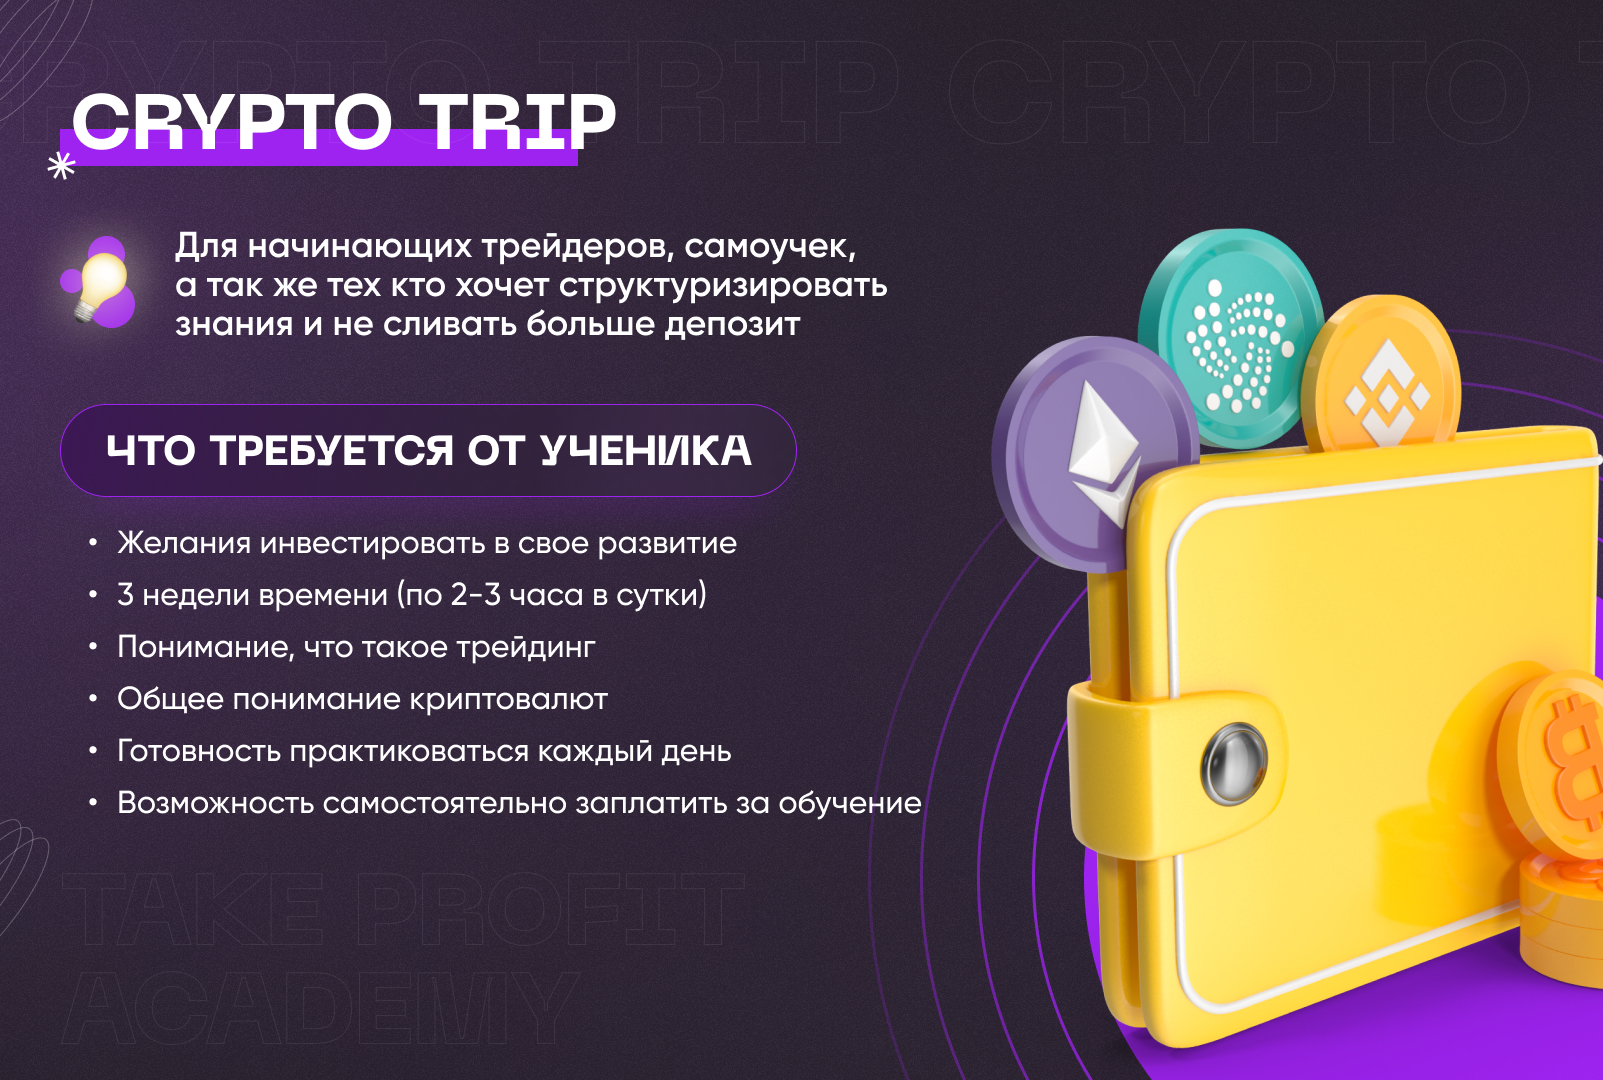 CRYPTO TRIP CRYPTO
CRYPTO TRIP
Для начинающих трейдеров, самоучек,
а так же тех кто хочет структуризировать
знания и не сливать больше депозит
ЧТО ТРЕБУЕТСЯ ОТ УЧЕНИКА
• Желания инвестировать в свое развитие
• 3 недели времени (по 2-3 часа в сутки)
• Понимание, что такое трейдинг
• Общее понимание криптовалют
• Готовность практиковаться каждый день
• Возможность самостоятельно заплатить за обучение
TAKE PROFIT
ACADEMY